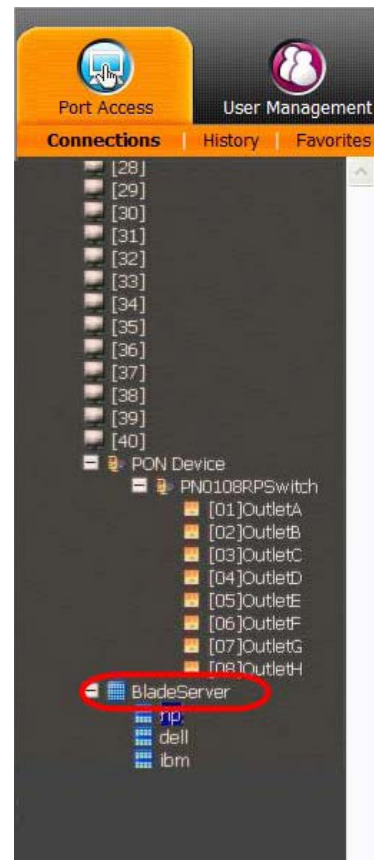 Port Access User Management
Connections History Favorites
[28]
[29]
[30]
[31]
[32]
[33]
[34]
[35]
[36]
[37]
[38]
[39]
[40]
PON Device
PN0108RPSwitch
[01]OutletA
[02]OutletB
[03]OutletC
[04]OutletD
[05]OutletE
[06]OutletF
[07]OutletG
[08]OutletH
BladeServer
hp
dell
ibm